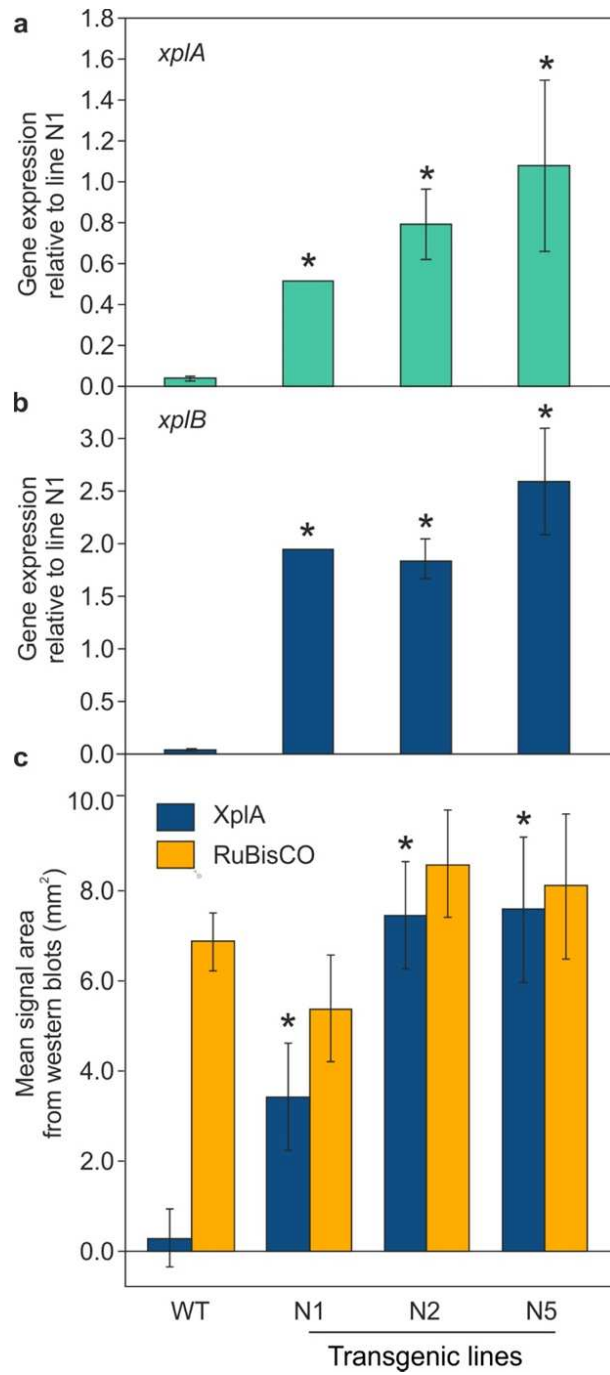 a
xplA
Gene expression
relative to line N1
1.8
1.6
1.4
1.2
1.0
0.8
0.6
0.4
0.2
0.0
*
*
*
b
xplB
Gene expression
relative to line N1
3.0
2.5
2.0
1.5
1.0
0.5
0.0
*
*
*
c
Mean signal area
from western blots (mm²)
10.0
8.0
6.0
4.0
2.0
0.0
XplA
RuBisCO
*
*
*
WT
N1
N2
N5
Transgenic lines